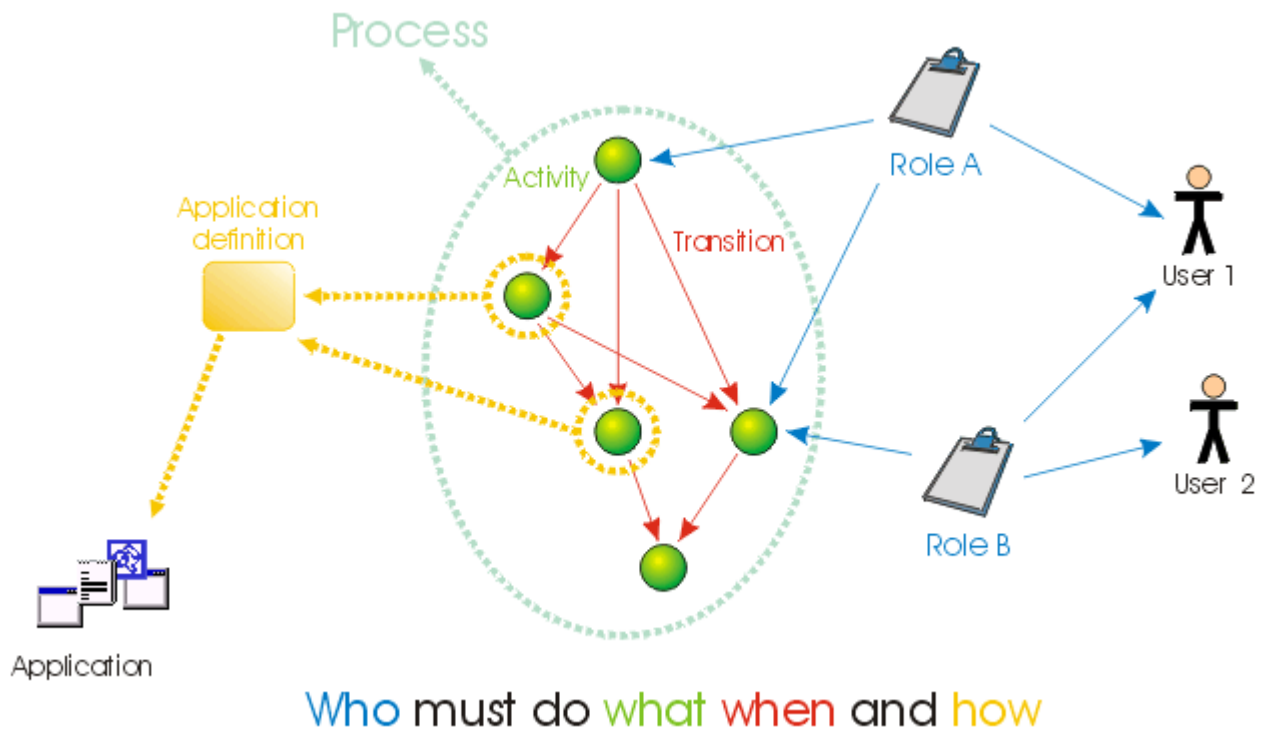 Process
Role A
Activity
Application
definition
Transition
User 1
User 2
Role B
Application
Who must do what when and how